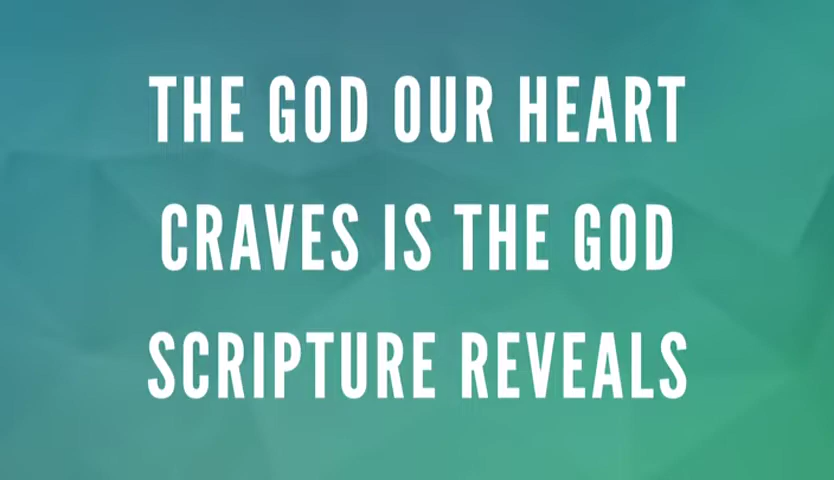 THE GOD OUR HEART
CRAVES IS THE GOD
SCRIPTURE REVEALS